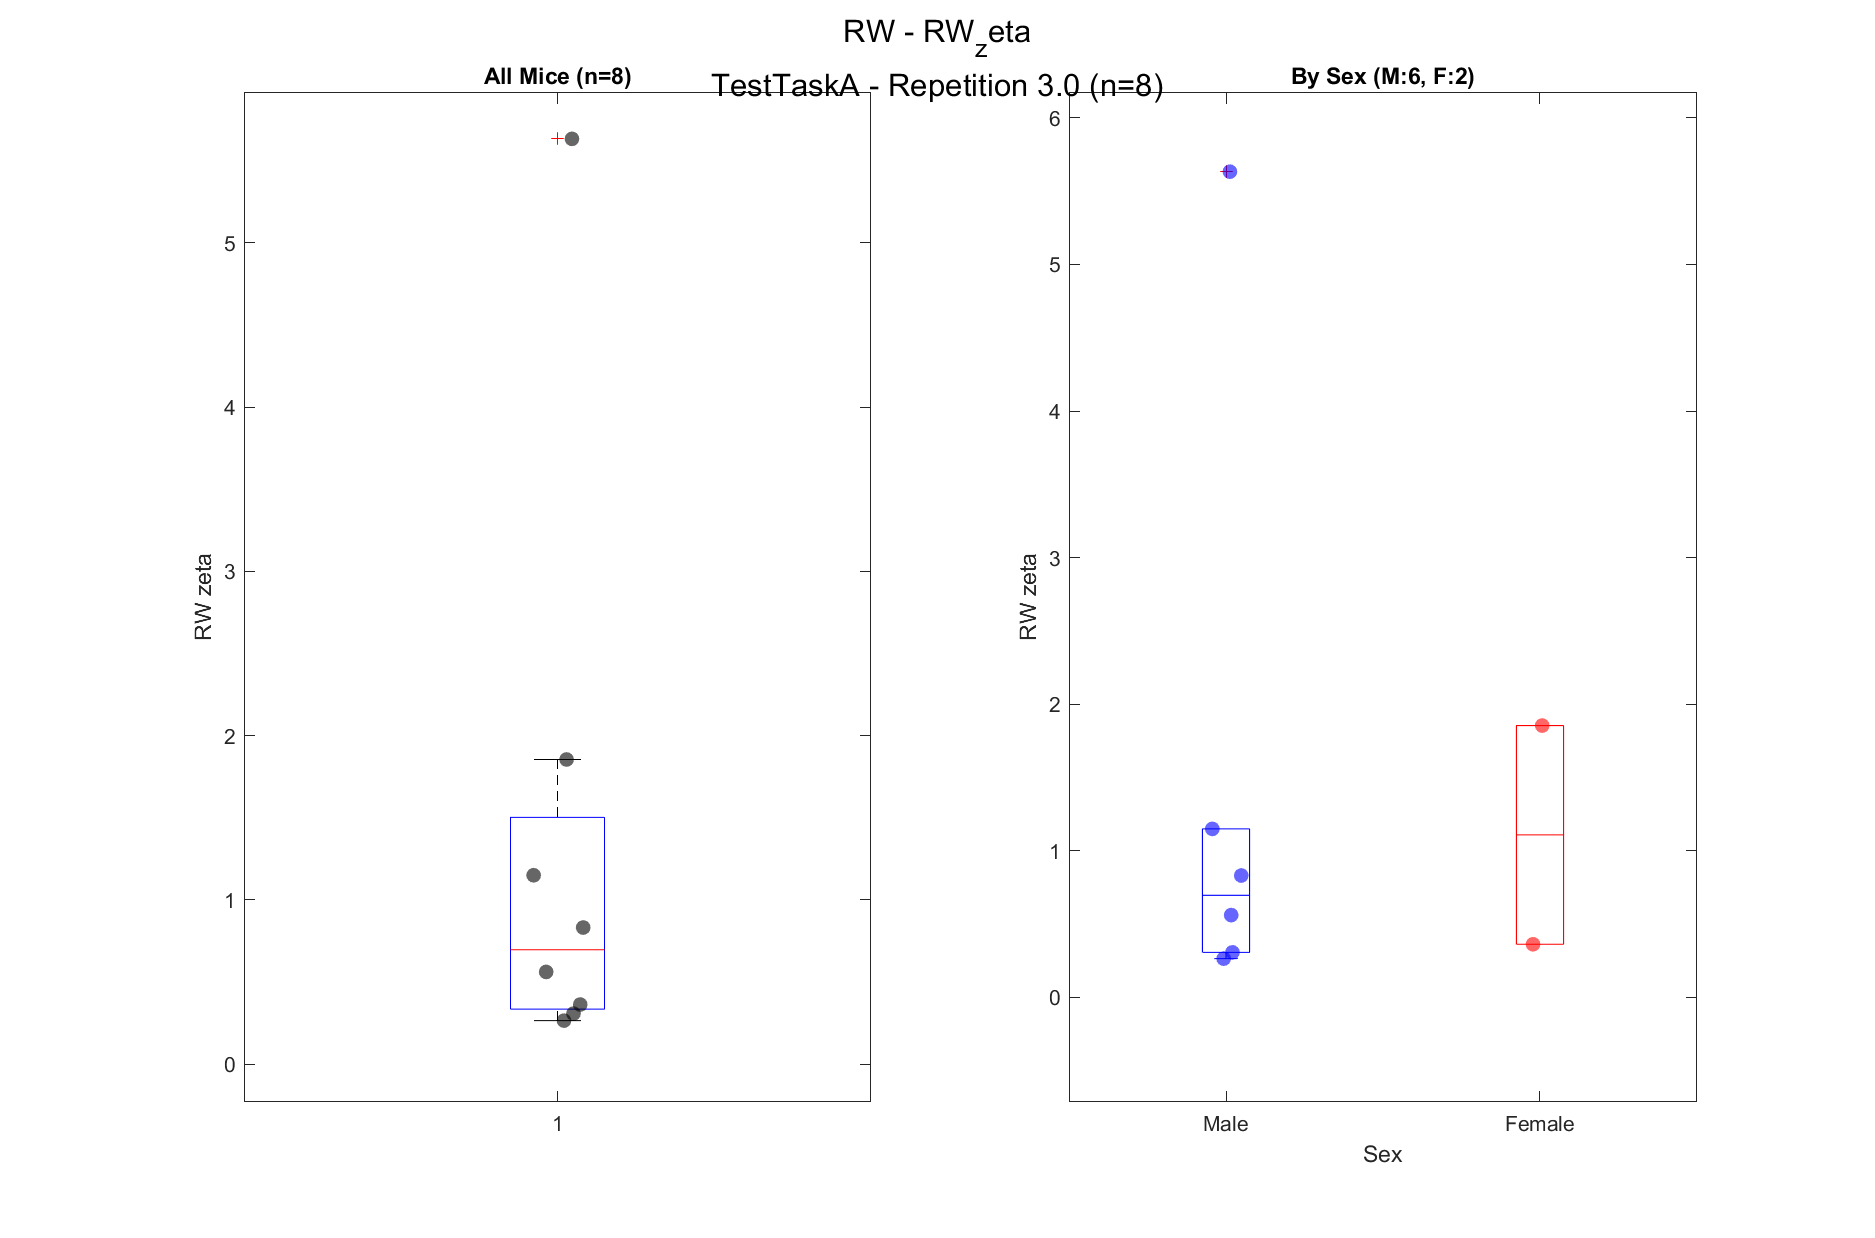 RW - RW_zeta
TestTaskA - Repetition 3.0 (n=8)
All Mice (n=8)
5
4
3
2
1
0
RW zeta
1
By Sex (M:6, F:2)
6
5
4
3
2
1
0
RW zeta
Male
Female
Sex